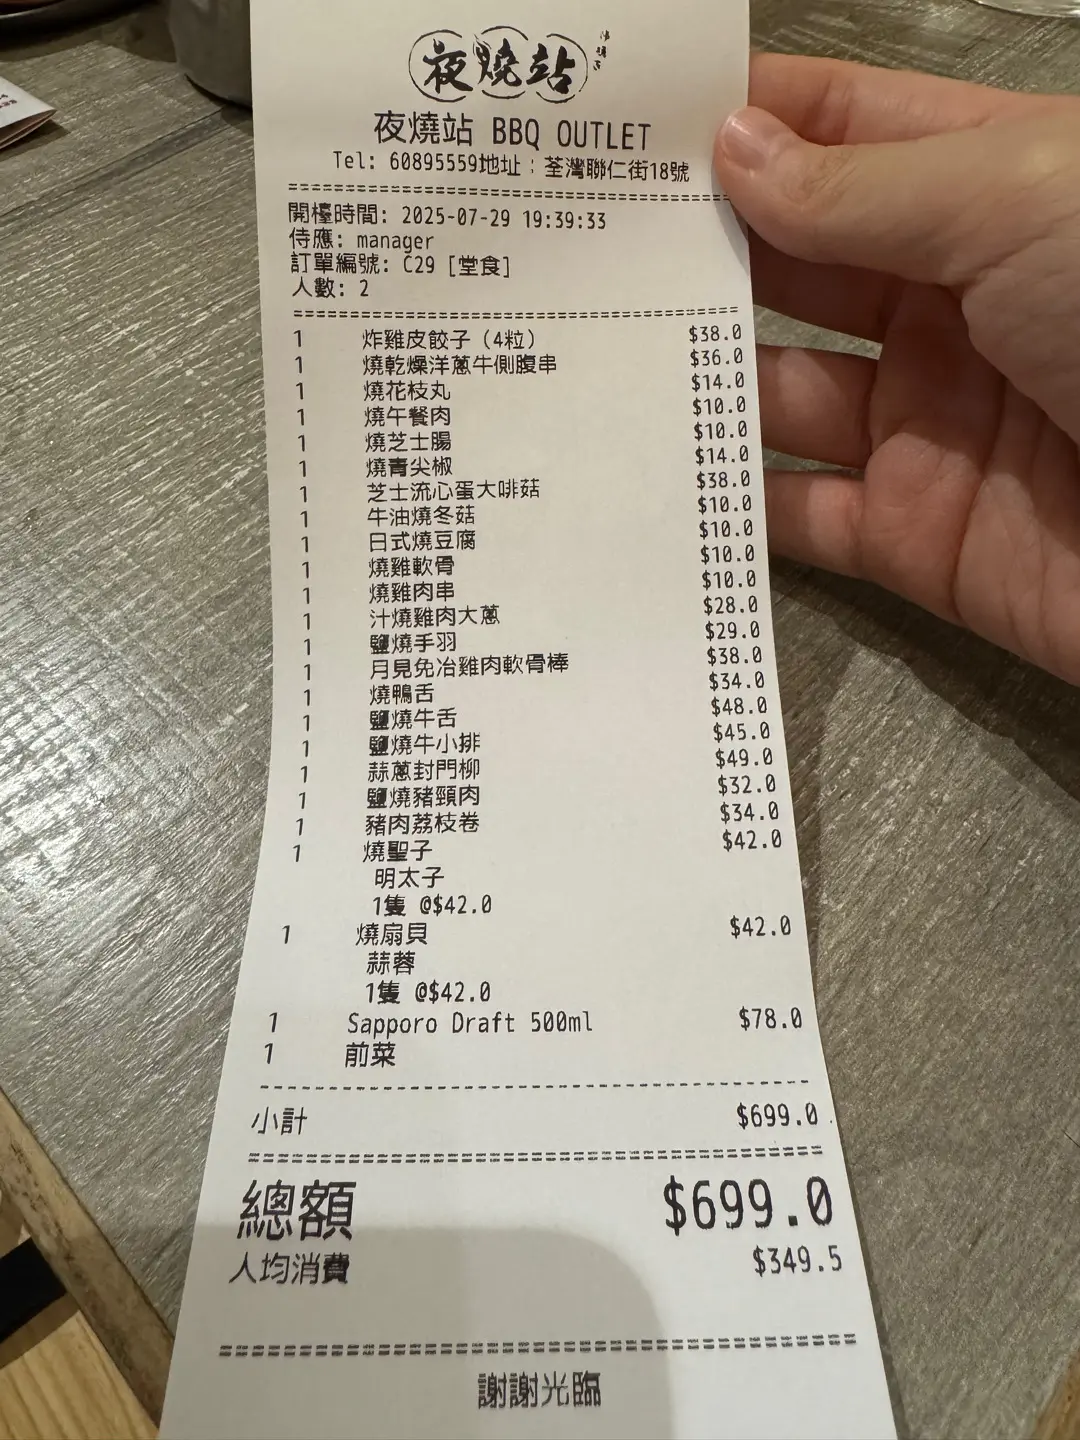 夜燒站
夜燒站 BBQ OUTLET
Tel: 60895559地址：荃灣聯仁街18號
開檯時間: 2025-07-29 19:39:33
侍應: manager
訂單編號: C29 [堂食]
人數: 2
1 炸雞皮餃子（4粒） $38.0
1 燒乾燥洋蔥牛側腹串 $36.0
1 燒花枝丸 $14.0
1 燒午餐肉 $10.0
1 燒芝士腸 $10.0
1 燒青尖椒 $14.0
1 芝士流心蛋大啡菇 $38.0
1 牛油燒冬菇 $10.0
1 日式燒豆腐 $10.0
1 燒雞軟骨 $10.0
1 燒雞肉串 $10.0
1 汁燒雞肉大蔥 $28.0
1 鹽燒手羽 $29.0
1 月見免冶雞肉軟骨棒 $38.0
1 燒鴨舌 $34.0
1 鹽燒牛舌 $48.0
1 鹽燒牛小排 $45.0
1 蒜蔥封門柳 $49.0
1 鹽燒豬頸肉 $32.0
1 豬肉荔枝卷 $34.0
1 燒聖子 $42.0
明太子
1隻 @$42.0
1 燒扇貝 $42.0
蒜蓉
1隻 @$42.0
1 Sapporo Draft 500ml $78.0
1 前菜
小計 $699.0
總額 $699.0
人均消費 $349.5
謝謝光臨